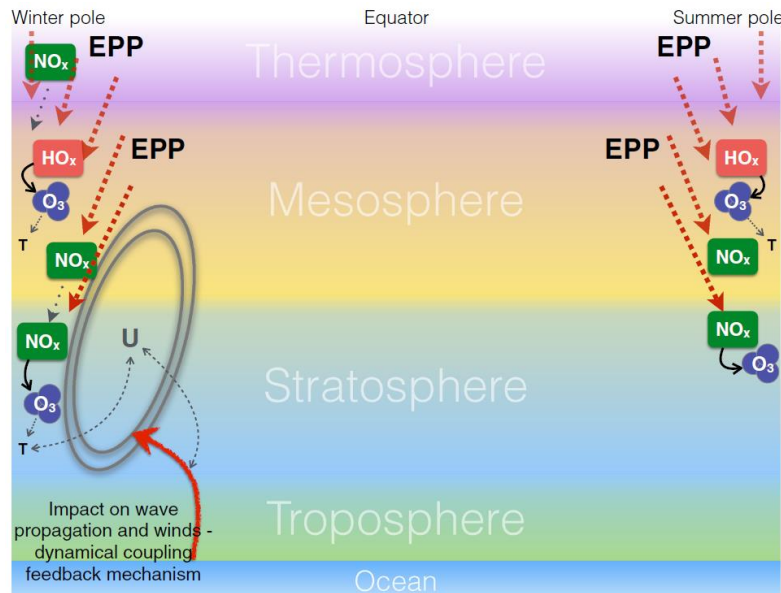 Winter pole
Equator
Summer pole
EPP
EPP
Thermosphere
NOₓ
EPP
EPP
HOₓ
HOₓ
O₃
O₃
Mesosphere
T
T
NOₓ
NOₓ
NOₓ
NOₓ
U
O₃
O₃
Stratosphere
T
Impact on wave
propagation and winds -
dynamical coupling
feedback mechanism
Troposphere
Ocean